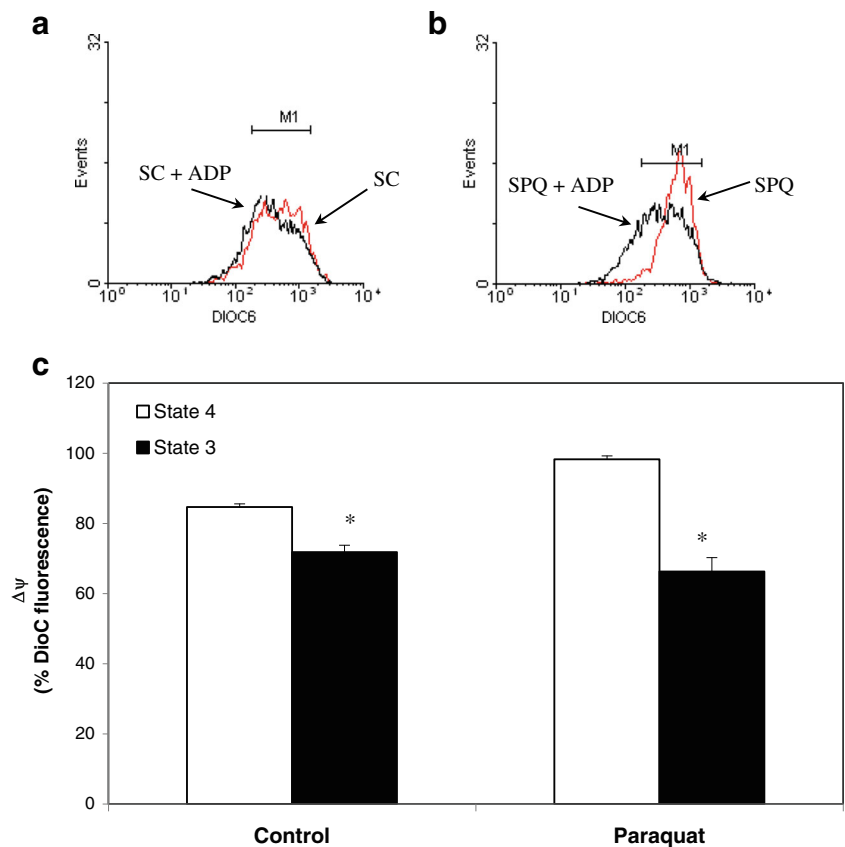 a
32
Events
0
M1
SC + ADP
SC
10⁰ 10¹ 10² 10³ 10⁴
DIOC6
b
32
Events
0
M1
SPQ + ADP
SPQ
10⁰ 10¹ 10² 10³ 10⁴
DIOC6
c
120
100
80
60
40
20
0
Δψ
(% DioC fluorescence)
State 4
State 3
*
*
Control
Paraquat